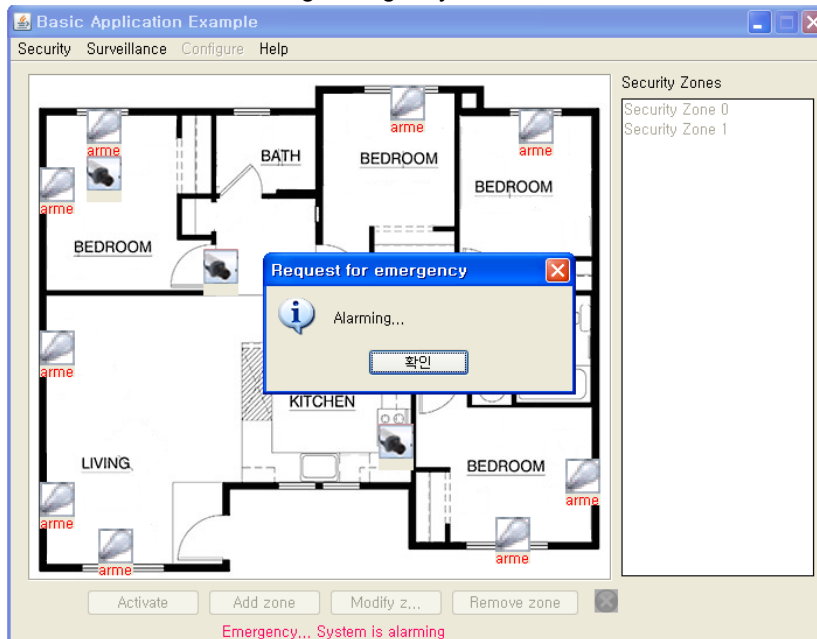 Basic Application Example
Security Surveillance Configure Help
Security Zones
Security Zone 0
Security Zone 1
arme
arme
arme
arme
BATH
BEDROOM
BEDROOM
BEDROOM
Request for emergency
Alarming...
확인
arme
KITCHEN
LIVING
BEDROOM
arme
arme
arme
arme
Activate Add zone Modify z... Remove zone
Emergency... System is alarming